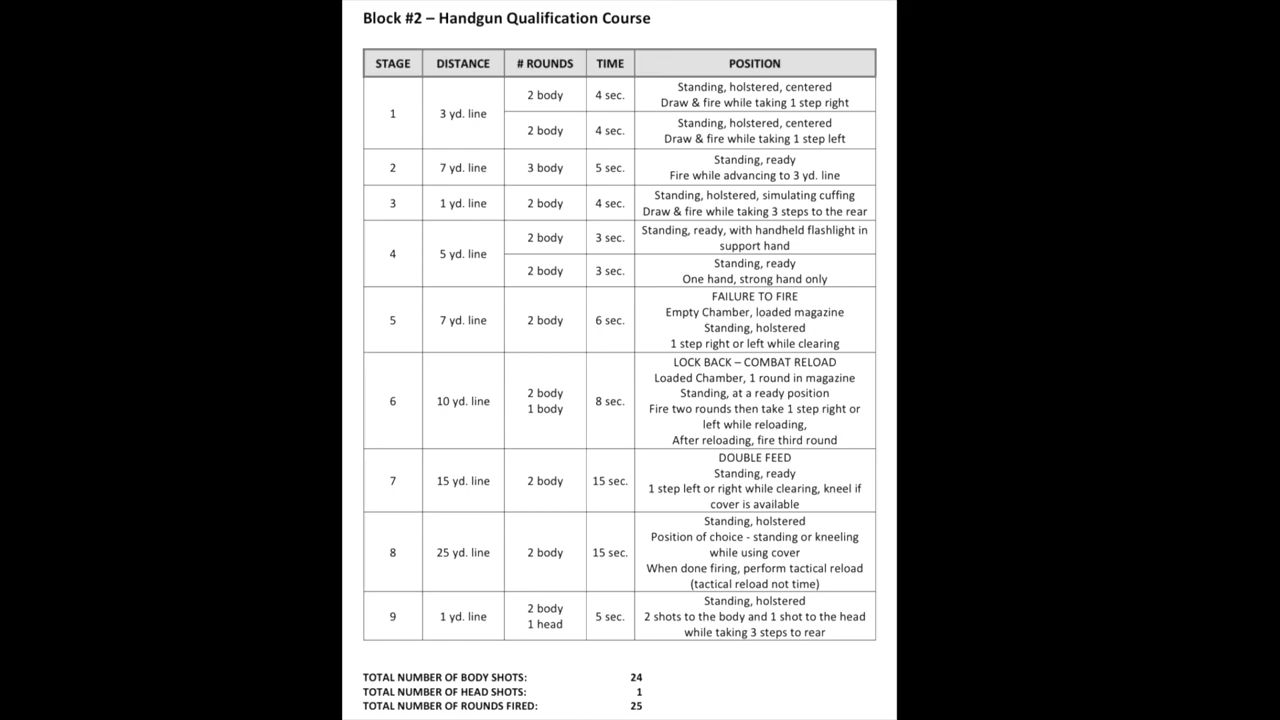 Block #2 – Handgun Qualification Course
STAGE DISTANCE # ROUNDS TIME POSITION
1 3 yd. line
2 body 4 sec. Standing, holstered, centered
Draw & fire while taking 1 step right
2 body 4 sec. Standing, holstered, centered
Draw & fire while taking 1 step left
2 7 yd. line 3 body 5 sec. Standing, ready
Fire while advancing to 3 yd. line
3 1 yd. line 2 body 4 sec. Standing, holstered, simulating cuffing
Draw & fire while taking 3 steps to the rear
4 5 yd. line
2 body 3 sec. Standing, ready, with handheld flashlight in
support hand
2 body 3 sec. Standing, ready
One hand, strong hand only
5 7 yd. line 2 body 6 sec. FAILURE TO FIRE
Empty Chamber, loaded magazine
Standing, holstered
1 step right or left while clearing
6 10 yd. line 2 body
1 body 8 sec. LOCK BACK – COMBAT RELOAD
Loaded Chamber, 1 round in magazine
Standing, at a ready position
Fire two rounds then take 1 step right or
left while reloading,
After reloading, fire third round
7 15 yd. line 2 body 15 sec. DOUBLE FEED
Standing, ready
1 step left or right while clearing, kneel if
cover is available
8 25 yd. line 2 body 15 sec. Standing, holstered
Position of choice - standing or kneeling
while using cover
When done firing, perform tactical reload
(tactical reload not time)
9 1 yd. line 2 body
1 head 5 sec. Standing, holstered
2 shots to the body and 1 shot to the head
while taking 3 steps to rear
TOTAL NUMBER OF BODY SHOTS: 24
TOTAL NUMBER OF HEAD SHOTS: 1
TOTAL NUMBER OF ROUNDS FIRED: 25